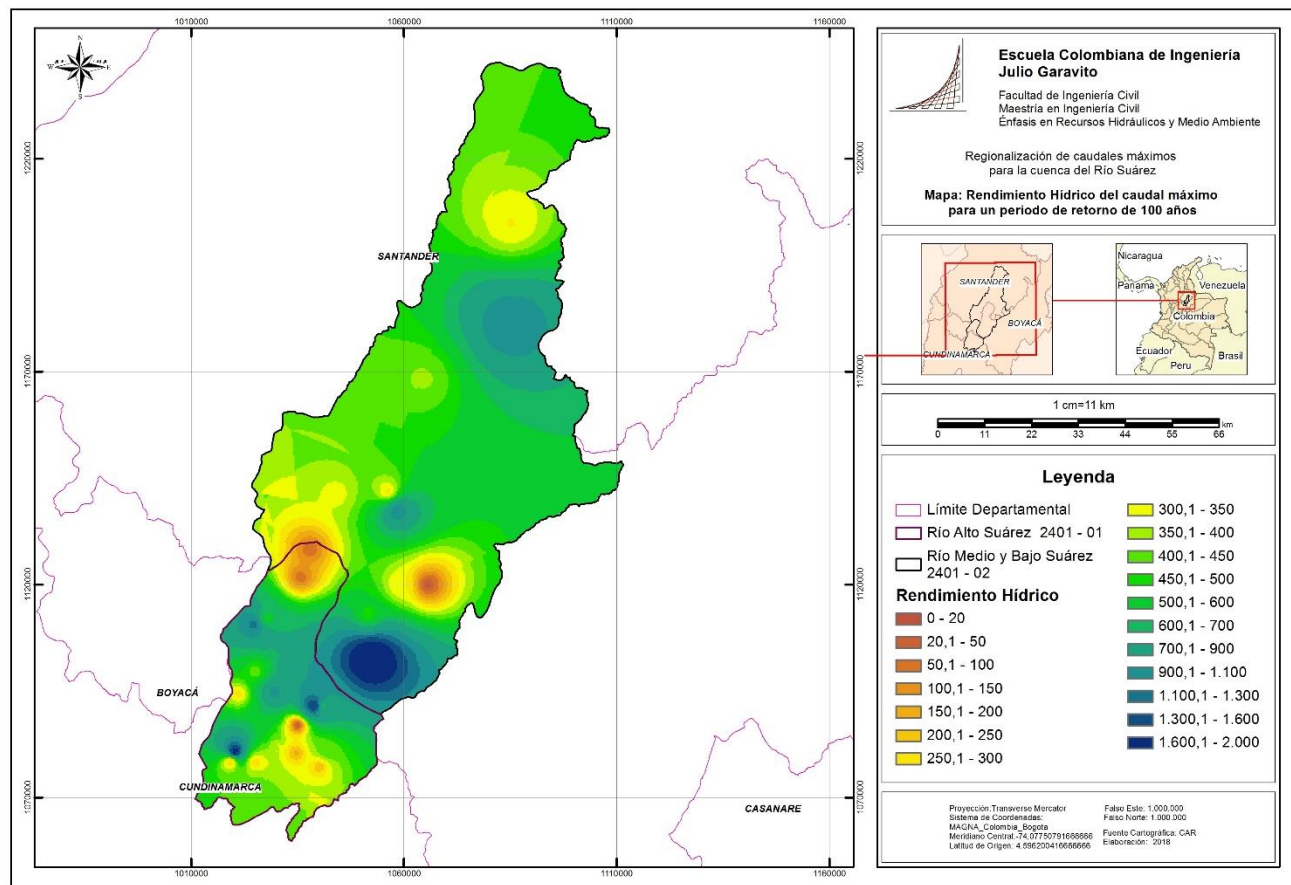 1010000
1060000
1110000
1160000
N
W
E
S
1220000
1170000
1120000
1070000
SANTANDER
BOYACÁ
CUNDINAMARCA
CASANARE
1220000
1170000
1120000
1070000
1010000
1060000
1110000
1160000
Escuela Colombiana de Ingeniería
Julio Garavito
Facultad de Ingeniería Civil
Maestría en Ingeniería Civil
Énfasis en Recursos Hidráulicos y Medio Ambiente
Regionalización de caudales máximos
para la cuenca del Río Suárez
Mapa: Rendimiento Hídrico del caudal máximo
para un periodo de retorno de 100 años
SANTANDER
BOYACÁ
CUNDINAMARCA
Nicaragua
Panama
Venezuela
Colombia
Ecuador
Brasil
Peru
1 cm=11 km
km
0 11 22 33 44 55 66
Leyenda
Límite Departamental
Río Alto Suárez 2401 - 01
Río Medio y Bajo Suárez
2401 - 02
Rendimiento Hídrico
0 - 20
20,1 - 50
50,1 - 100
100,1 - 150
150,1 - 200
200,1 - 250
250,1 - 300
300,1 - 350
350,1 - 400
400,1 - 450
450,1 - 500
500,1 - 600
600,1 - 700
700,1 - 900
900,1 - 1.100
1.100,1 - 1.300
1.300,1 - 1.600
1.600,1 - 2.000
Proyección:Transverse Mercator
Sistema de Coordenadas:
MAGNA_Colombia_Bogota
Meridiano Central:-74,07750791666666
Latitud de Origen: 4,596200416666666
Falso Este: 1.000.000
Falso Norte: 1.000.000
Fuente Cartográfica: CAR
Elaboración: 2018